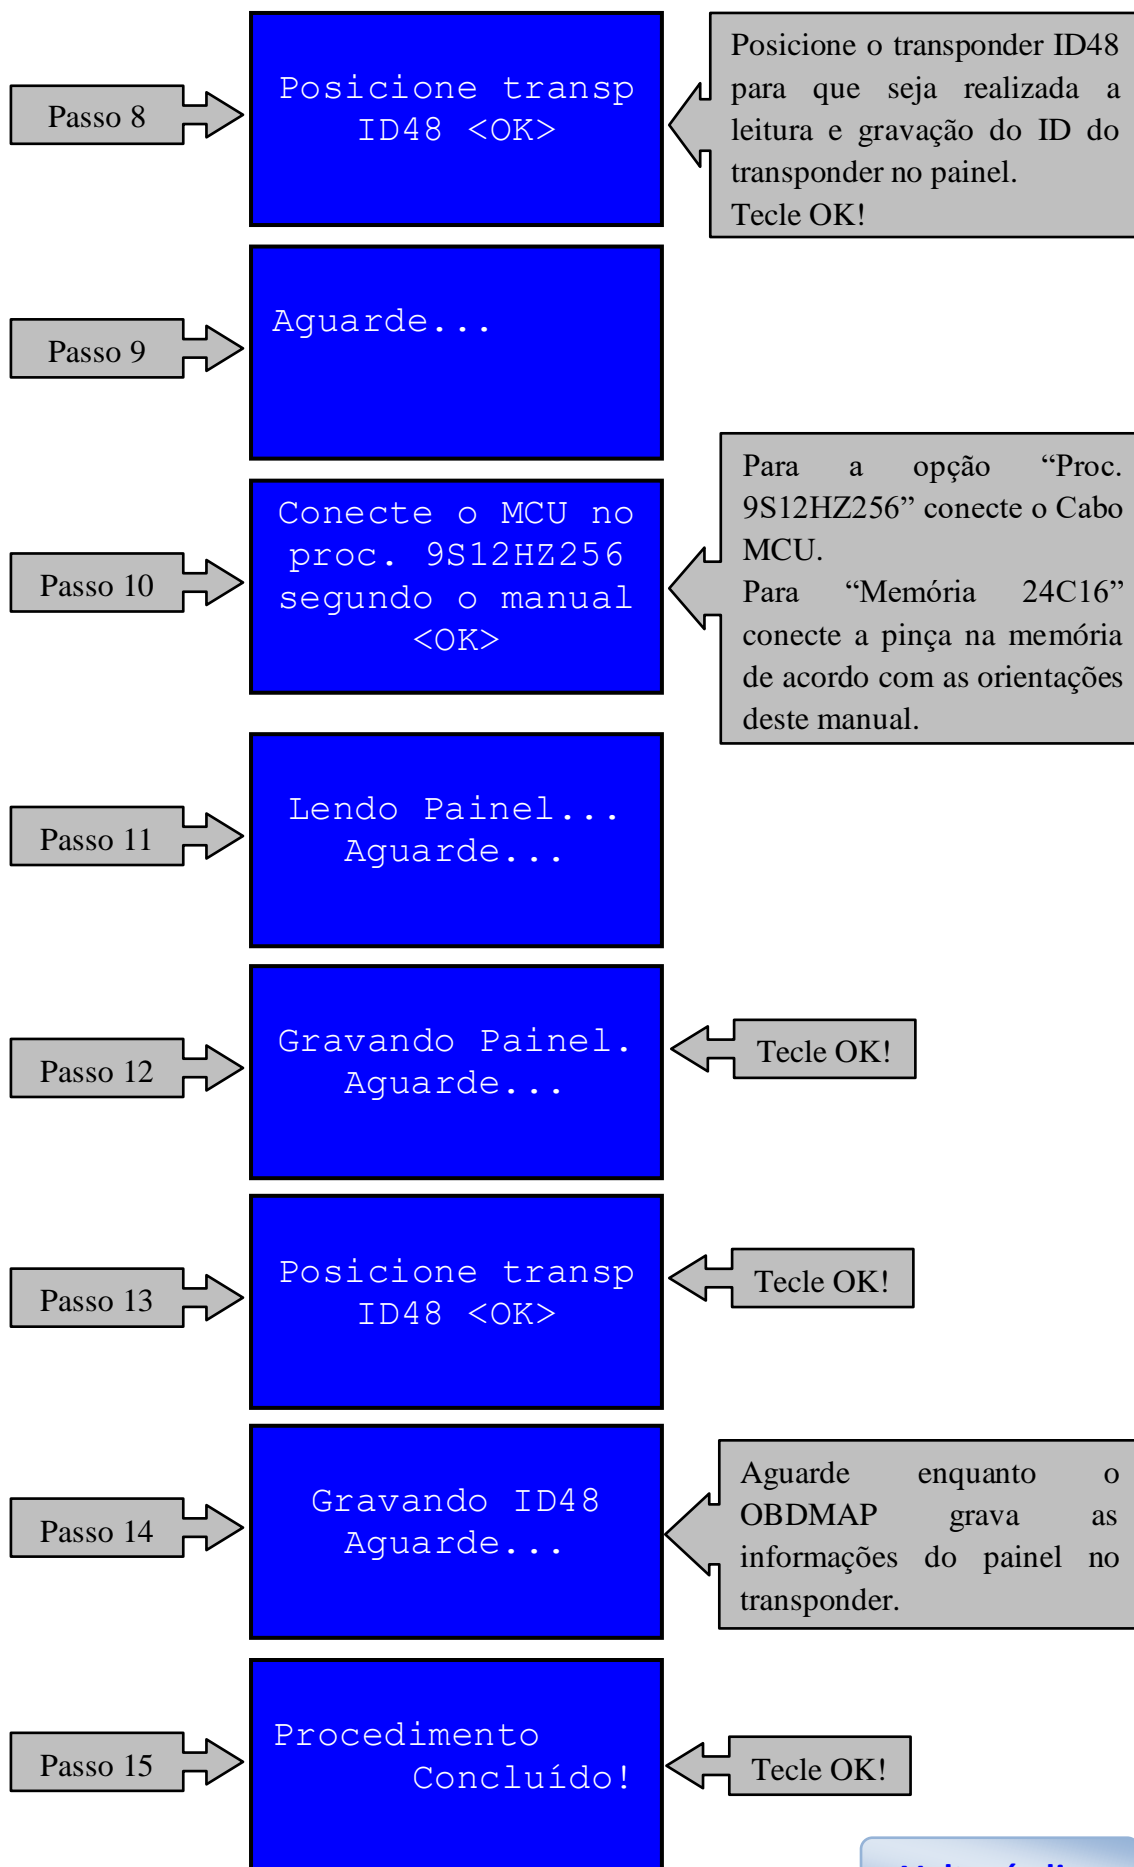 Passo 8
Posicione transp
ID48 <OK>
Posicione o transponder ID48
para que seja realizada a
leitura e gravação do ID do
transponder no painel.
Tecle OK!
Passo 9
Aguarde...
Passo 10
Conecte o MCU no
proc. 9S12HZ256
segundo o manual
<OK>
Para a opção “Proc.
9S12HZ256” conecte o Cabo
MCU.
Para “Memória 24C16”
conecte a pinça na memória
de acordo com as orientações
deste manual.
Passo 11
Lendo Painel...
Aguarde...
Passo 12
Gravando Painel.
Aguarde...
Tecle OK!
Passo 13
Posicione transp
ID48 <OK>
Tecle OK!
Passo 14
Gravando ID48
Aguarde...
Aguarde enquanto o
OBDMAP grava as
informações do painel no
transponder.
Passo 15
Procedimento
Concluído!
Tecle OK!